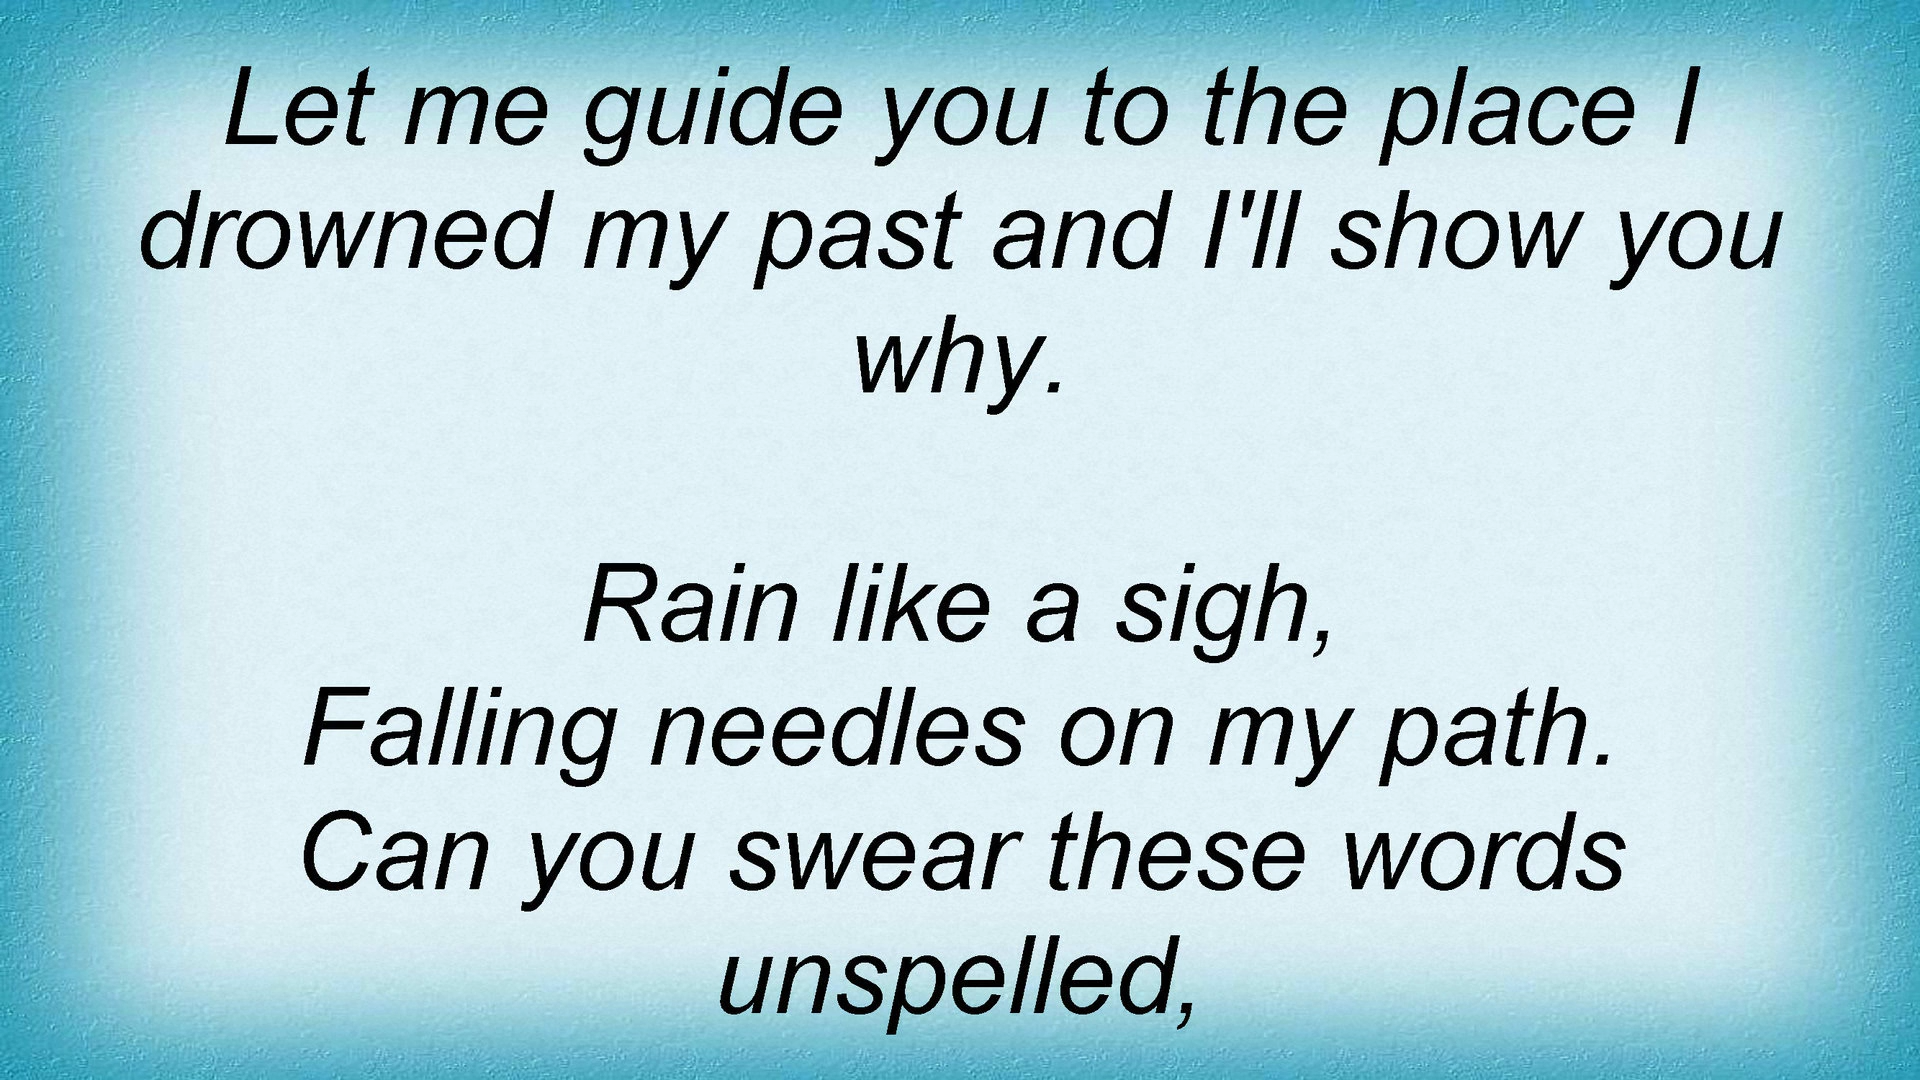 Let me guide you to the place I
drowned my past and I'll show you
why.
Rain like a sigh,
Falling needles on my path.
Can you swear these words
unspelled,